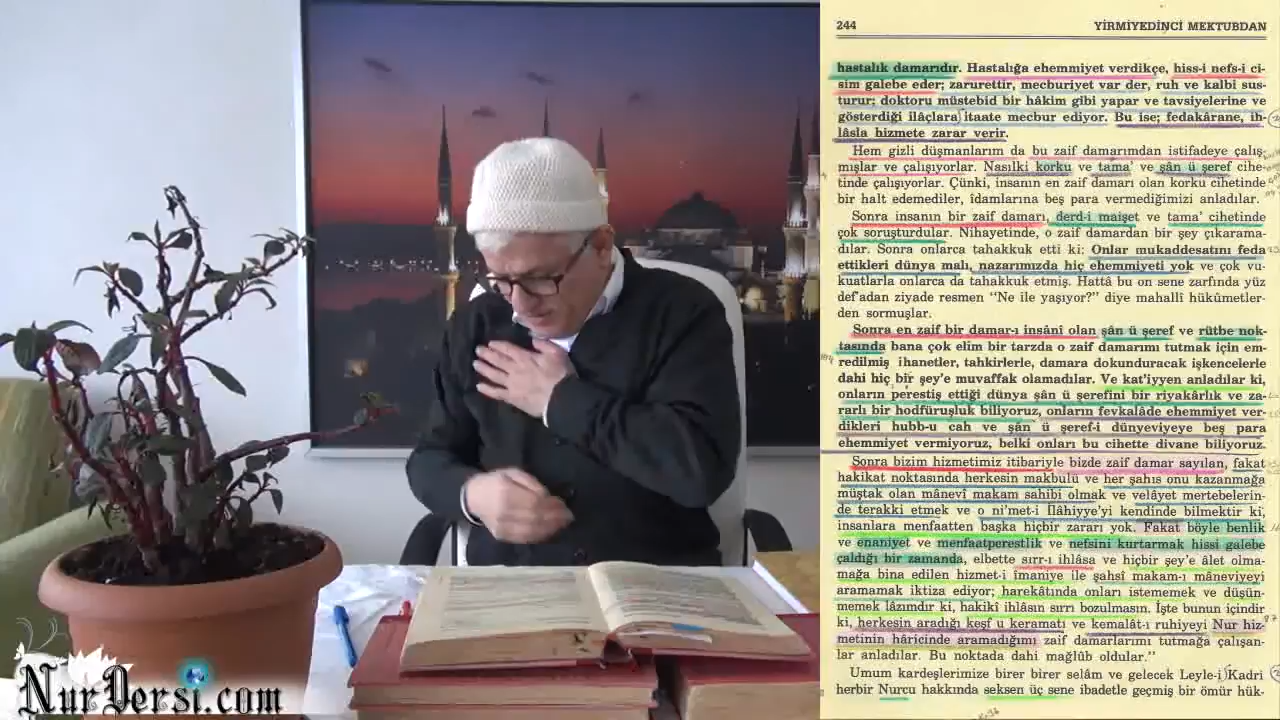 244
YİRMİYEDİNCİ MEKTUBDAN
hastalık damarıdır. Hastalığa ehemmiyet verdikçe, hiss-i nefs-i ci-
sim galebe eder; zarurettir, mecburiyet var der, ruh ve kalbi sus-
turur; doktoru müstebid bir hâkim gibi yapar ve tavsiyelerine ve
gösterdiği ilâçlara itaate mecbur ediyor. Bu ise; fedakârane, ih-
lâsla hizmete zarar verir.
Hem gizli düşmanlarım da bu zaif damarımdan istifadeye çalış-
mışlar ve çalışıyorlar. Nasılki korku ve tama' ve şân ü şeref cihe-
tinde çalışıyorlar. Çünki, insanın en zaif damarı olan korku cihetinde
bir halt edemediler, idamlarına beş para vermediğimizi anladılar.
Sonra insanın bir zaif damarı, derd-i maişet ve tama' cihetinde
çok soruşturdular. Nihayetinde, o zaif damardan bir şey çıkarama-
dılar. Sonra onlarca tahakkuk etti ki: Onlar mukaddesatını feda
ettikleri dünya malı, nazarımızda hiç ehemmiyeti yok ve çok vu-
kuatlarla onlarca da tahakkuk etmiş. Hattâ bu on sene zarfında yüz
def'adan ziyade resmen "Ne ile yaşıyor?" diye mahallî hükûmetler-
den sormuşlar.
Sonra en zaif bir damar-ı insânî olan şân ü şeref ve rütbe nok-
tasında bana çok elim bir tarzda o zaif damarımı tutmak için em-
redilmiş ihanetler, tahkirlerle, damara dokunduracak işkencelerle
dahi hiç bir şey'e muvaffak olamadılar. Ve kat'iyyen anladılar ki,
onların perestiş ettiği dünya şân ü şerefini bir riyakârlık ve za-
rarlı bir hodfüruşluk biliyoruz, onların fevkalâde ehemmiyet ver-
dikleri hubb-u cah ve şân ü şeref-i dünyeviyeye beş para
ehemmiyet vermiyoruz, belki onları bu cihette divane biliyoruz.
Sonra bizim hizmetimiz itibariyle bizde zaif damar sayılan, fakat
hakikat noktasında herkesin makbulü ve her şahıs onu kazanmağa
müştak olan mânevî makam sahibi olmak ve velâyet mertebelerin-
de terakki etmek ve o ni'met-i İlâhiyye'yi kendinde bilmektir ki,
insanlara menfaatten başka hiçbir zararı yok. Fakat böyle benlik
ve enaniyet ve menfaatperestlik ve nefsini kurtarmak hissi galebe
çaldığı bir zamanda, elbette sırr-ı ihlâsa ve hiçbir şey'e âlet olma-
mağa bina edilen hizmet-i îmaniye ile şahsî makam-ı mâneviyeyi
aramamak iktiza ediyor; harekâtında onları istememek ve düşün-
memek lâzımdır ki, hakikî ihlâsın sırrı bozulmasın. İşte bunun içindir
ki, herkesin aradığı keşf u keramatı ve kemalât-ı ruhiyeyi Nur hiz-
metinin hâricinde aramadığımı zaif damarlarımı tutmağa çalışan-
lar anladılar. Bu noktada dahi mağlûb oldular."
Umum kardeşlerimize birer birer selâm ve gelecek Leyle-i Kadri
herbir Nurcu hakkında seksen üç sene ibadetle geçmiş bir ömür hük-
NurDersi.com